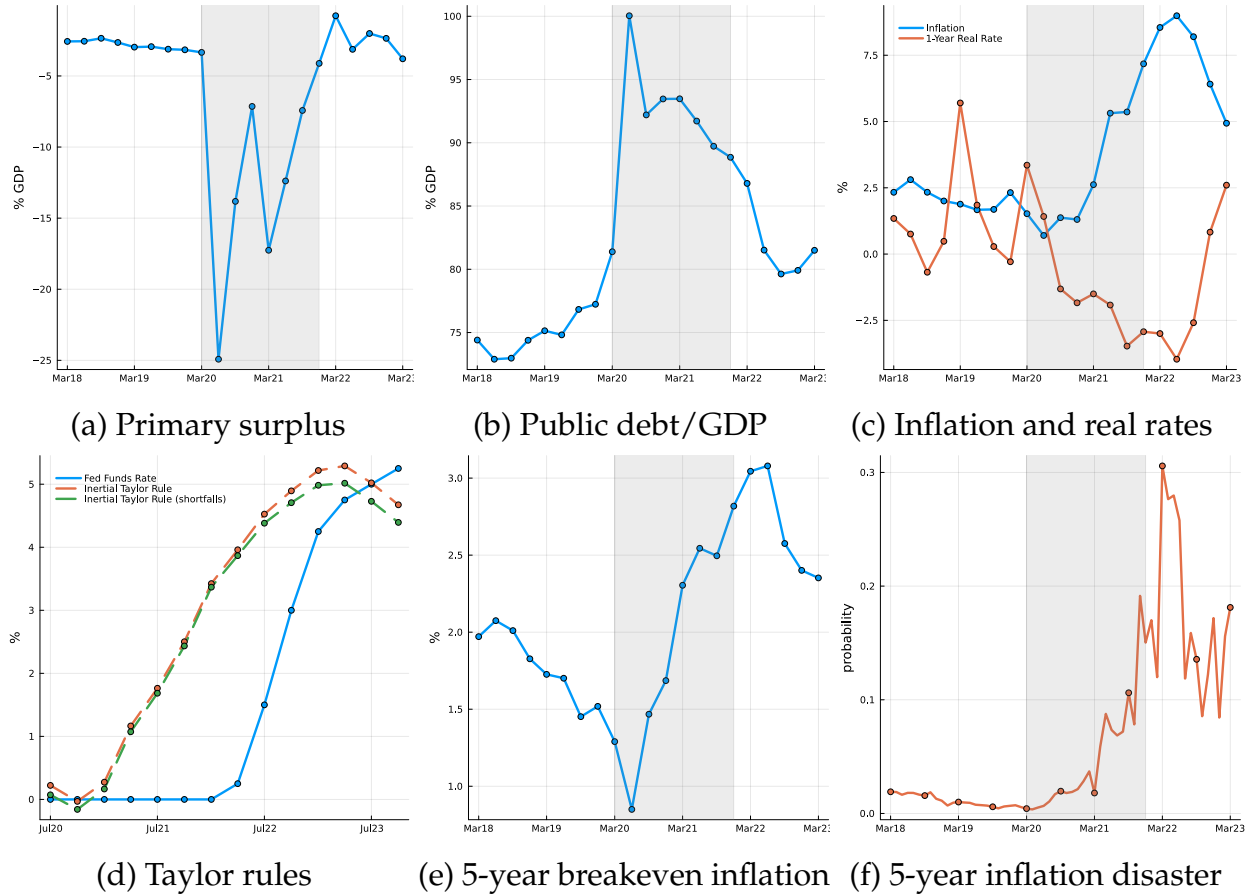 % GDP
−5
−10
−15
−20
−25
Mar18 Mar19 Mar20 Mar21 Mar22 Mar23
(a) Primary surplus
% GDP
100
95
90
85
80
75
Mar18 Mar19 Mar20 Mar21 Mar22 Mar23
(b) Public debt/GDP
Inflation
1-Year Real Rate
%
7.5
5.0
2.5
0.0
−2.5
Mar18 Mar19 Mar20 Mar21 Mar22 Mar23
(c) Inflation and real rates
Fed Funds Rate
Inertial Taylor Rule
Inertial Taylor Rule (shortfalls)
%
5
4
3
2
1
0
Jul20 Jul21 Jul22 Jul23
(d) Taylor rules
%
3.0
2.5
2.0
1.5
1.0
Mar18 Mar19 Mar20 Mar21 Mar22 Mar23
(e) 5-year breakeven inflation
probability
0.3
0.2
0.1
0.0
Mar18 Mar19 Mar20 Mar21 Mar22 Mar23
(f) 5-year inflation disaster